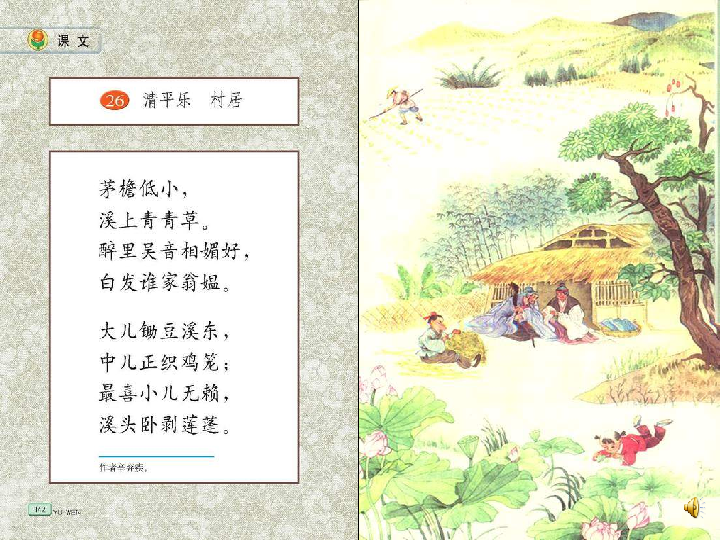 课文
26 清平乐 村居
茅檐低小，
溪上青青草。
醉里吴音相媚好，
白发谁家翁媪。
大儿锄豆溪东，
中儿正织鸡笼；
最喜小儿无赖，
溪头卧剥莲蓬。
作者辛弃疾。
142 YU WEN